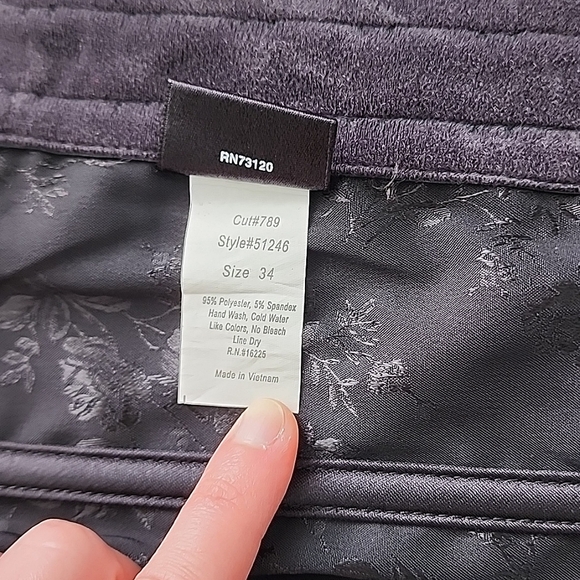 RN73120
Cut#789
Style#51246
Size 34
95% Polyester, 5% Spandex
Hand Wash, Cold Water
Like Colors, No Bleach
Line Dry
R.N.#16225
Made in Vietnam